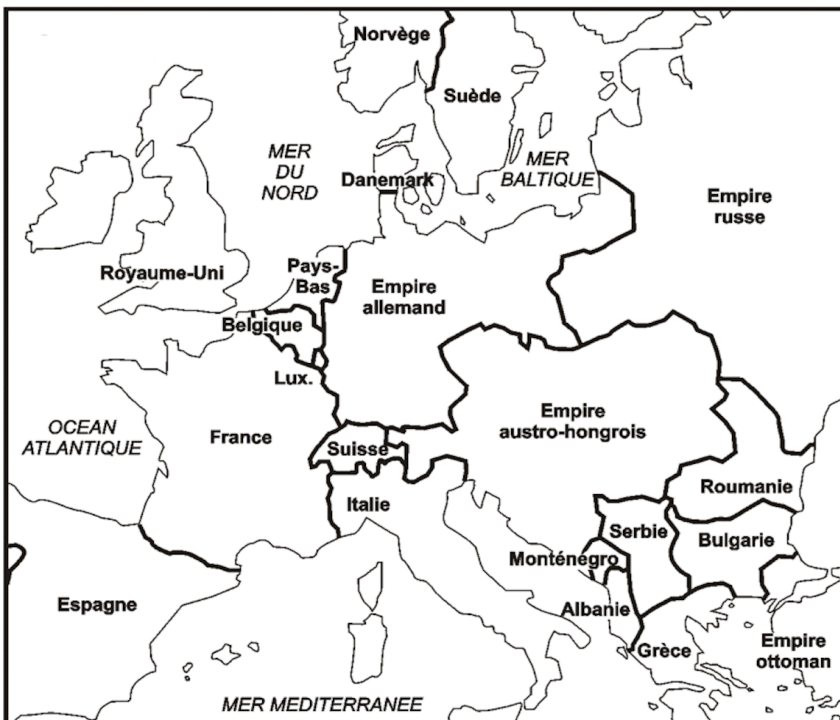 Norvège
Suède
MER
DU
NORD
MER
BALTIQUE
Danemark
Empire
russe
Royaume-Uni
Pays-
Bas
Empire
allemand
Belgique
Lux.
OCEAN
ATLANTIQUE
France
Empire
austro-hongrois
Suisse
Roumanie
Italie
Serbie
Bulgarie
Monténégro
Espagne
Albanie
Grèce
Empire
ottoman
MER MEDITERRANEE